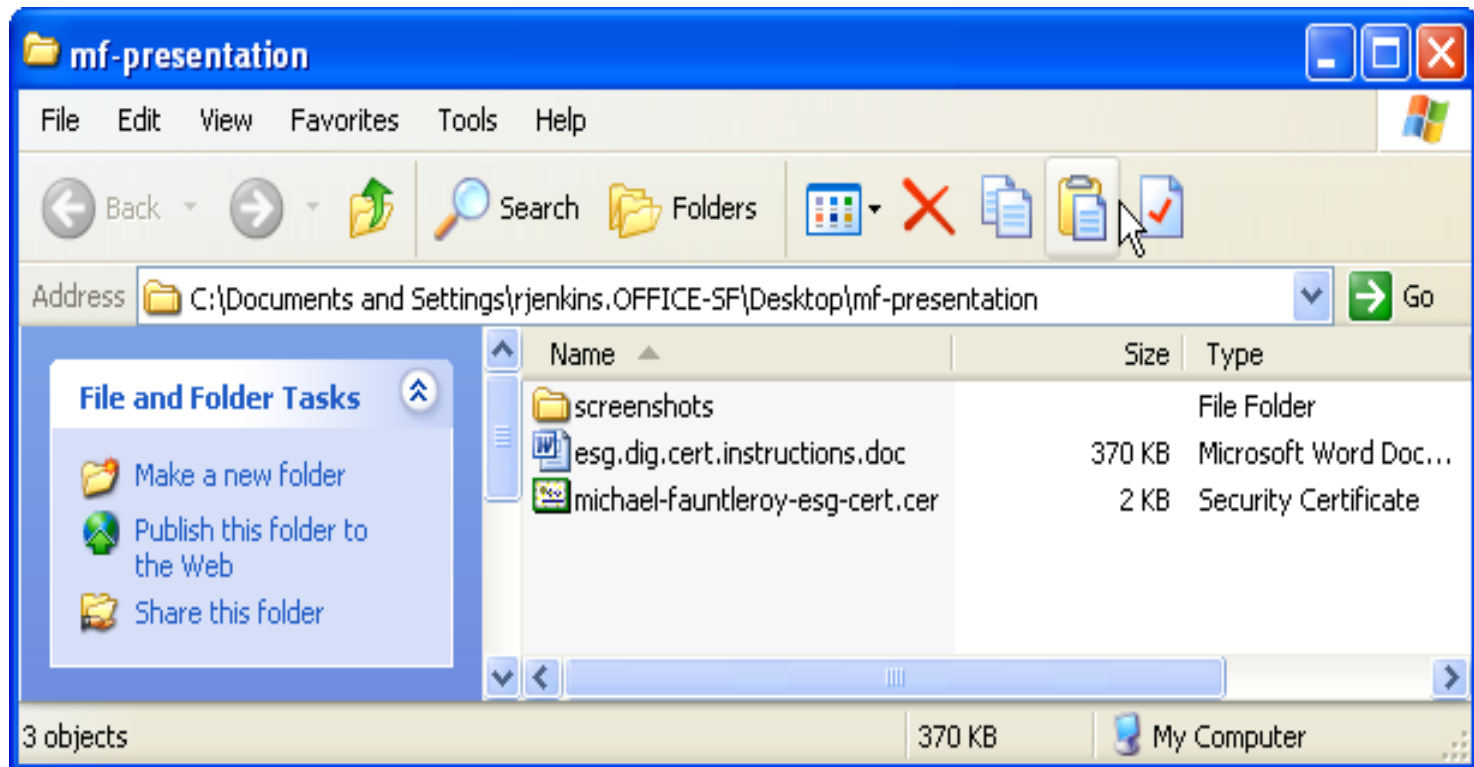 mf-presentation
File Edit View Favorites Tools Help
Back Search Folders
Address C:\Documents and Settings\rjenkins.OFFICE-SF\Desktop\mf-presentation Go
File and Folder Tasks
Make a new folder
Publish this folder to
the Web
Share this folder
Name Size Type
screenshots File Folder
esg.dig.cert.instructions.doc 370 KB Microsoft Word Doc...
michael-fauntleroy-esg-cert.cer 2 KB Security Certificate
3 objects 370 KB My Computer